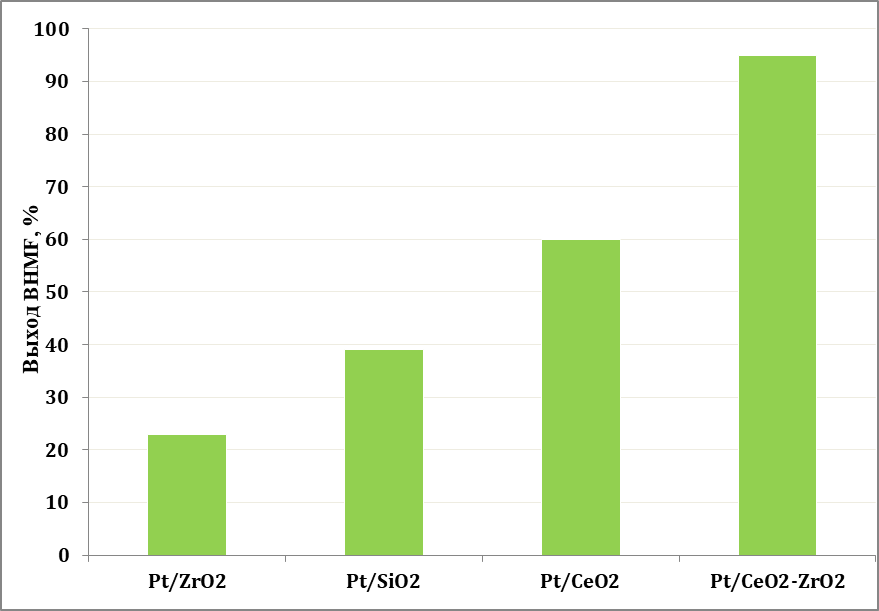 100
90
80
70
60
50
40
30
20
10
0
Выход BHMF, %
Pt/ZrO2
Pt/SiO2
Pt/CeO2
Pt/CeO2-ZrO2